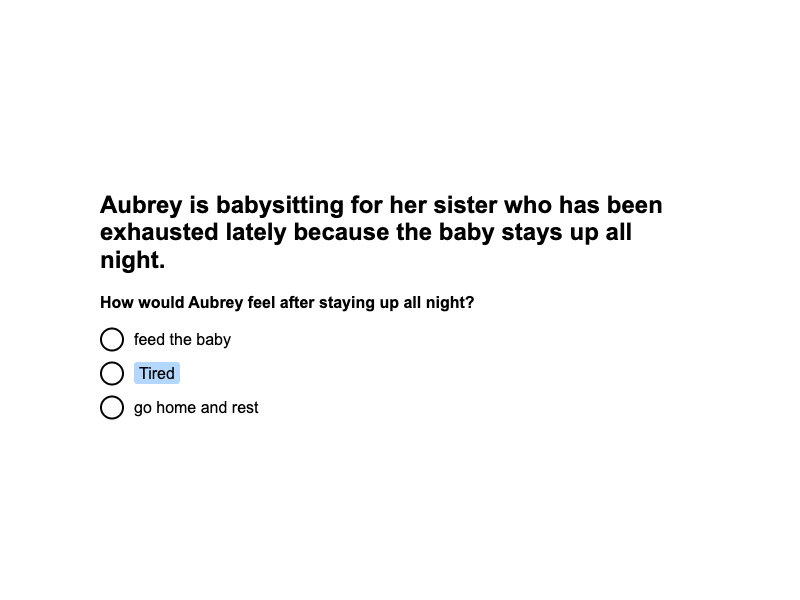 Aubrey is babysitting for her sister who has been
exhausted lately because the baby stays up all
night.
How would Aubrey feel after staying up all night?
feed the baby
Tired
go home and rest